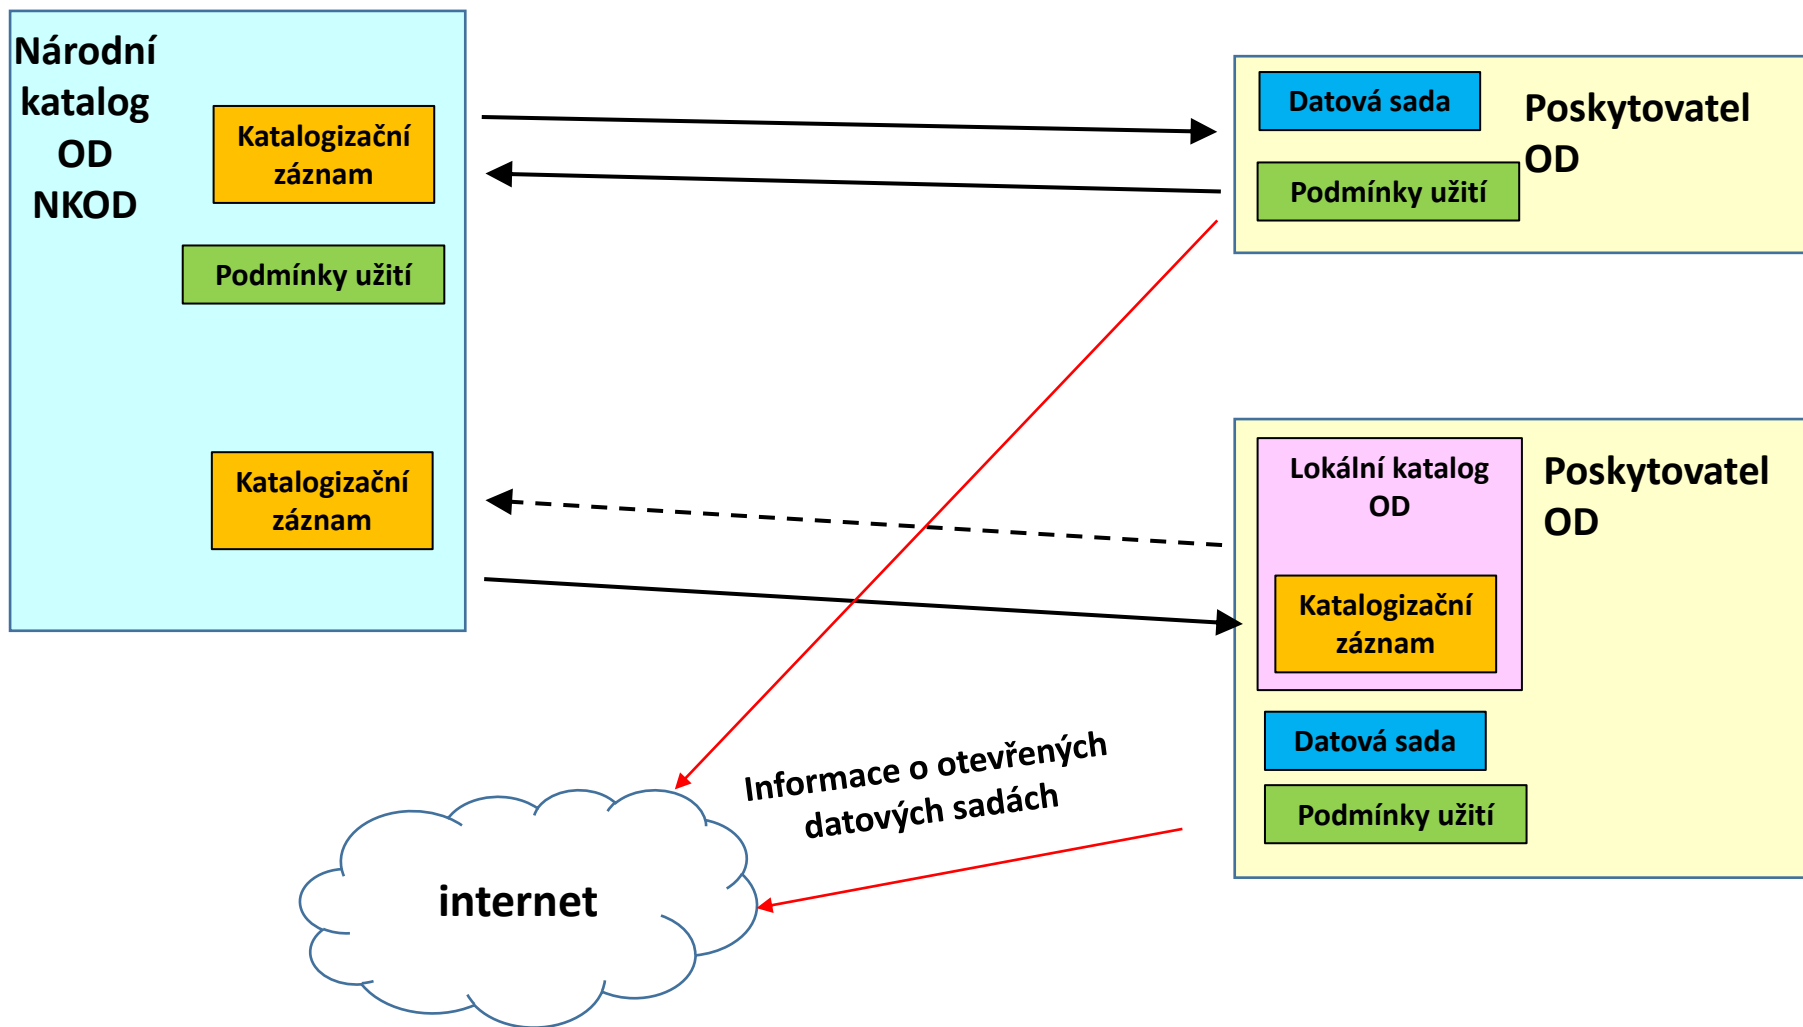 Národní
katalog
OD
NKOD
Katalogizační
záznam
Podmínky užití
Katalogizační
záznam
Datová sada
Podmínky užití
Poskytovatel
OD
Lokální katalog
OD
Katalogizační
záznam
Datová sada
Podmínky užití
Poskytovatel
OD
Informace o otevřených
datových sadách
internet